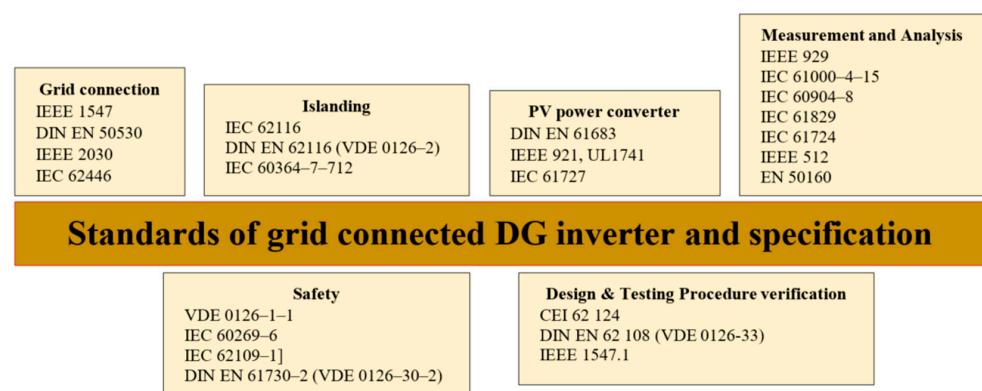 Grid connection
IEEE 1547
DIN EN 50530
IEEE 2030
IEC 62446
Islanding
IEC 62116
DIN EN 62116 (VDE 0126–2)
IEC 60364–7–712
PV power converter
DIN EN 61683
IEEE 921, UL1741
IEC 61727
Measurement and Analysis
IEEE 929
IEC 61000–4–15
IEC 60904–8
IEC 61829
IEC 61724
IEEE 512
EN 50160
Standards of grid connected DG inverter and specification
Safety
VDE 0126–1–1
IEC 60269–6
IEC 62109–1]
DIN EN 61730–2 (VDE 0126–30–2)
Design & Testing Procedure verification
CEI 62 124
DIN EN 62 108 (VDE 0126-33)
IEEE 1547.1